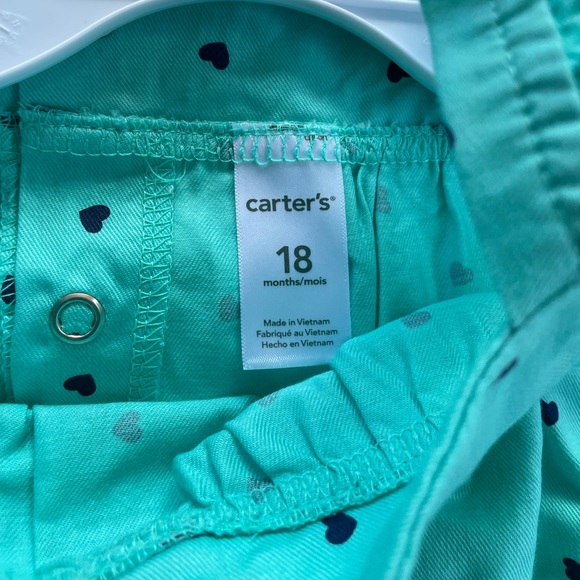 carter's®
18
months/mois
Made in Vietnam
Fabriqué au Vietnam
Hecho en Vietnam